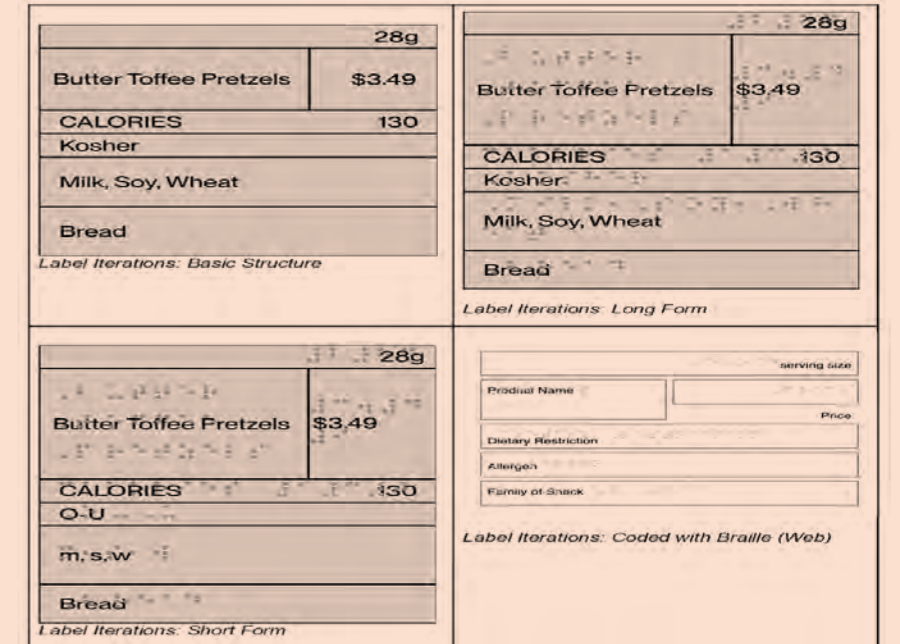 28g
Butter Toffee Pretzels $3.49
CALORIES 130
Kosher
Milk, Soy, Wheat
Bread
Label Iterations: Basic Structure
28g
Butter Toffee Pretzels $3.49
CALORIES 130
Kosher
Milk, Soy, Wheat
Bread
Label Iterations: Long Form
28g
Butter Toffee Pretzels $3.49
CALORIES 130
O-U
m,s,w
Bread
Label Iterations: Short Form
serving size
Product Name
Price
Dietary Restriction
Allergen
Family of Snack
Label Iterations: Coded with Braille (Web)